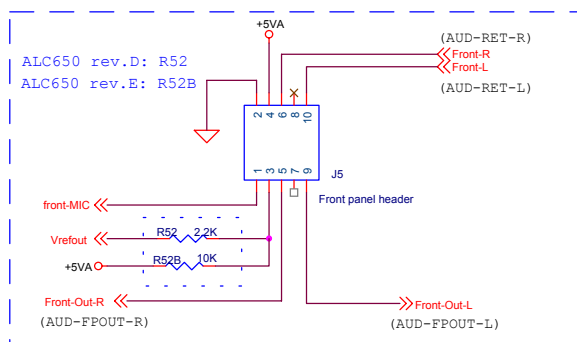 +5VA
(AUD-RET-R)
ALC650 rev.D: R52
Front-R
Front-L
ALC650 rev.E: R52B
(AUD-RET-L)
2 4 6 8 10
J5
1 3 5 7 9
Front panel header
front-MIC
R52 2.2K
Vrefout
R52B 10K
+5VA
Front-Out-R
Front-Out-L
(AUD-FPOUT-R)
(AUD-FPOUT-L)